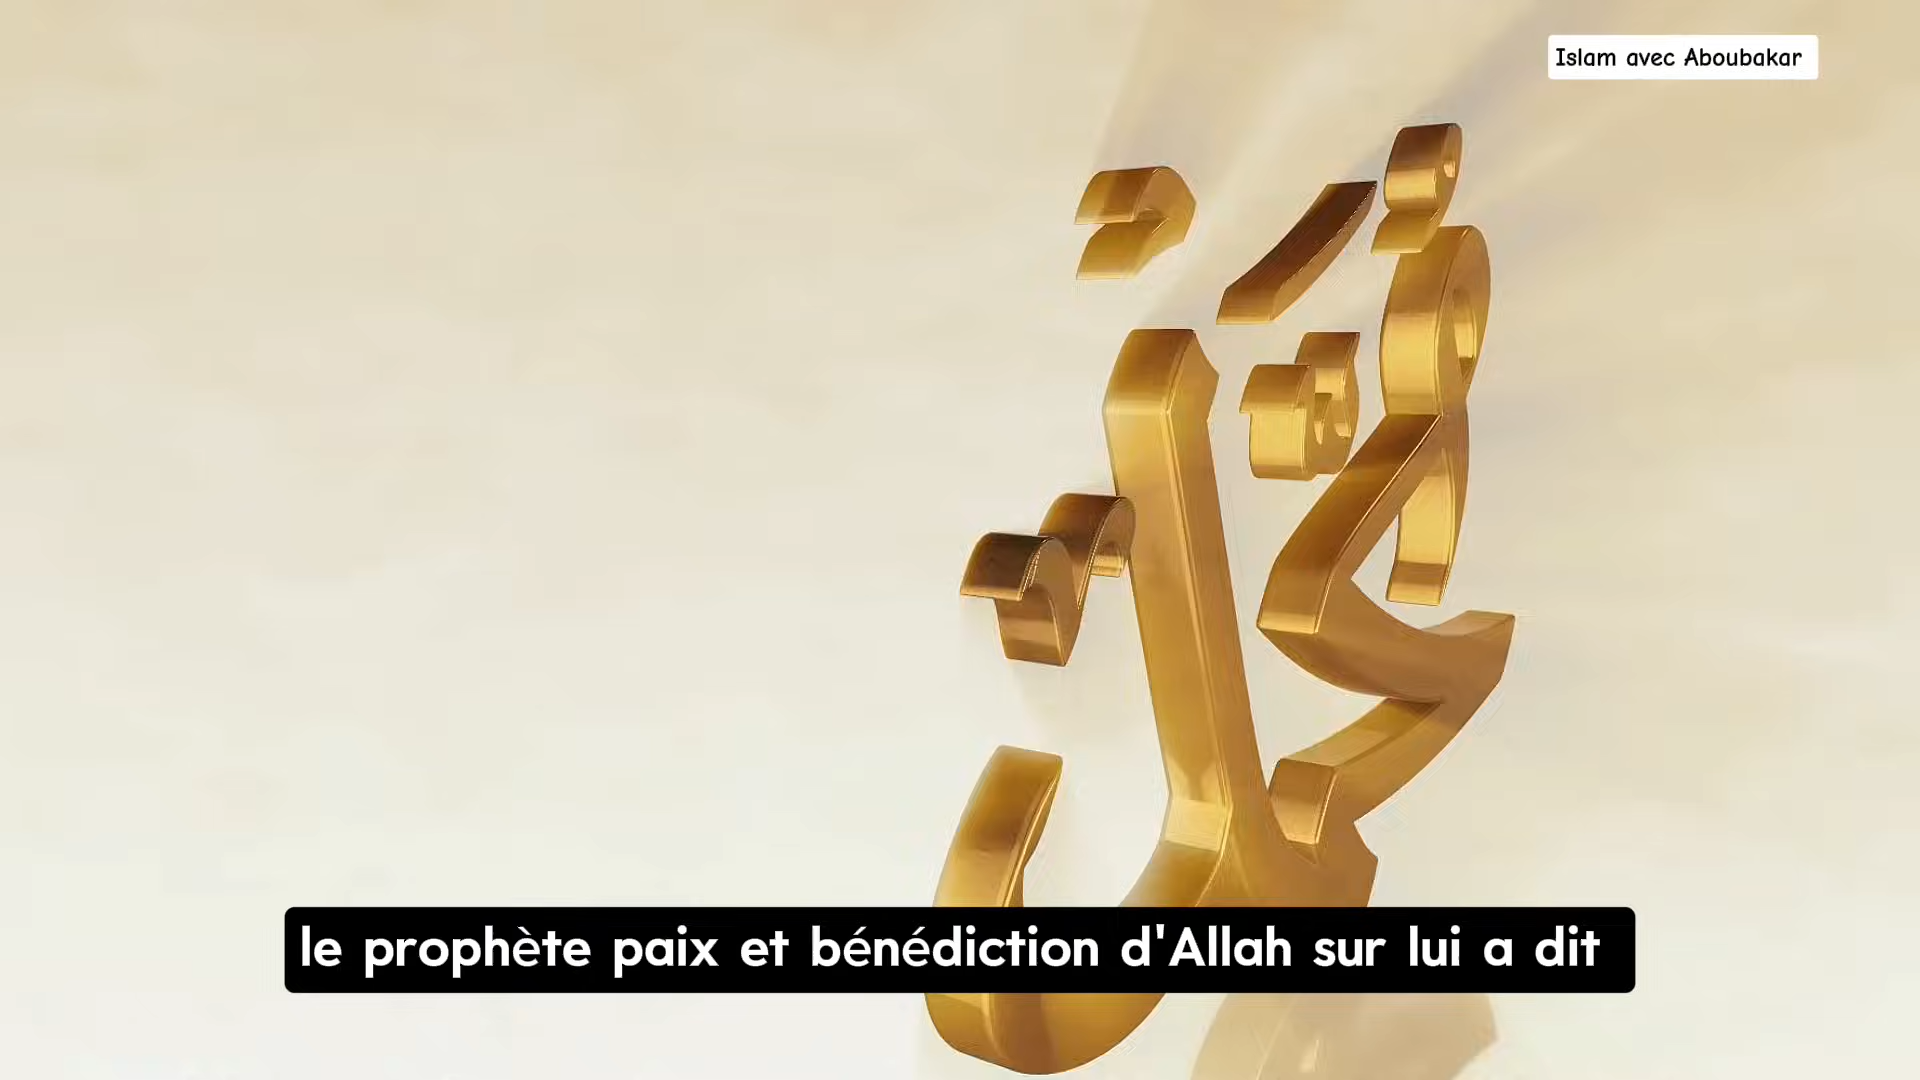 Islam avec Aboubakar
le prophète paix et bénédiction d'Allah sur lui a dit